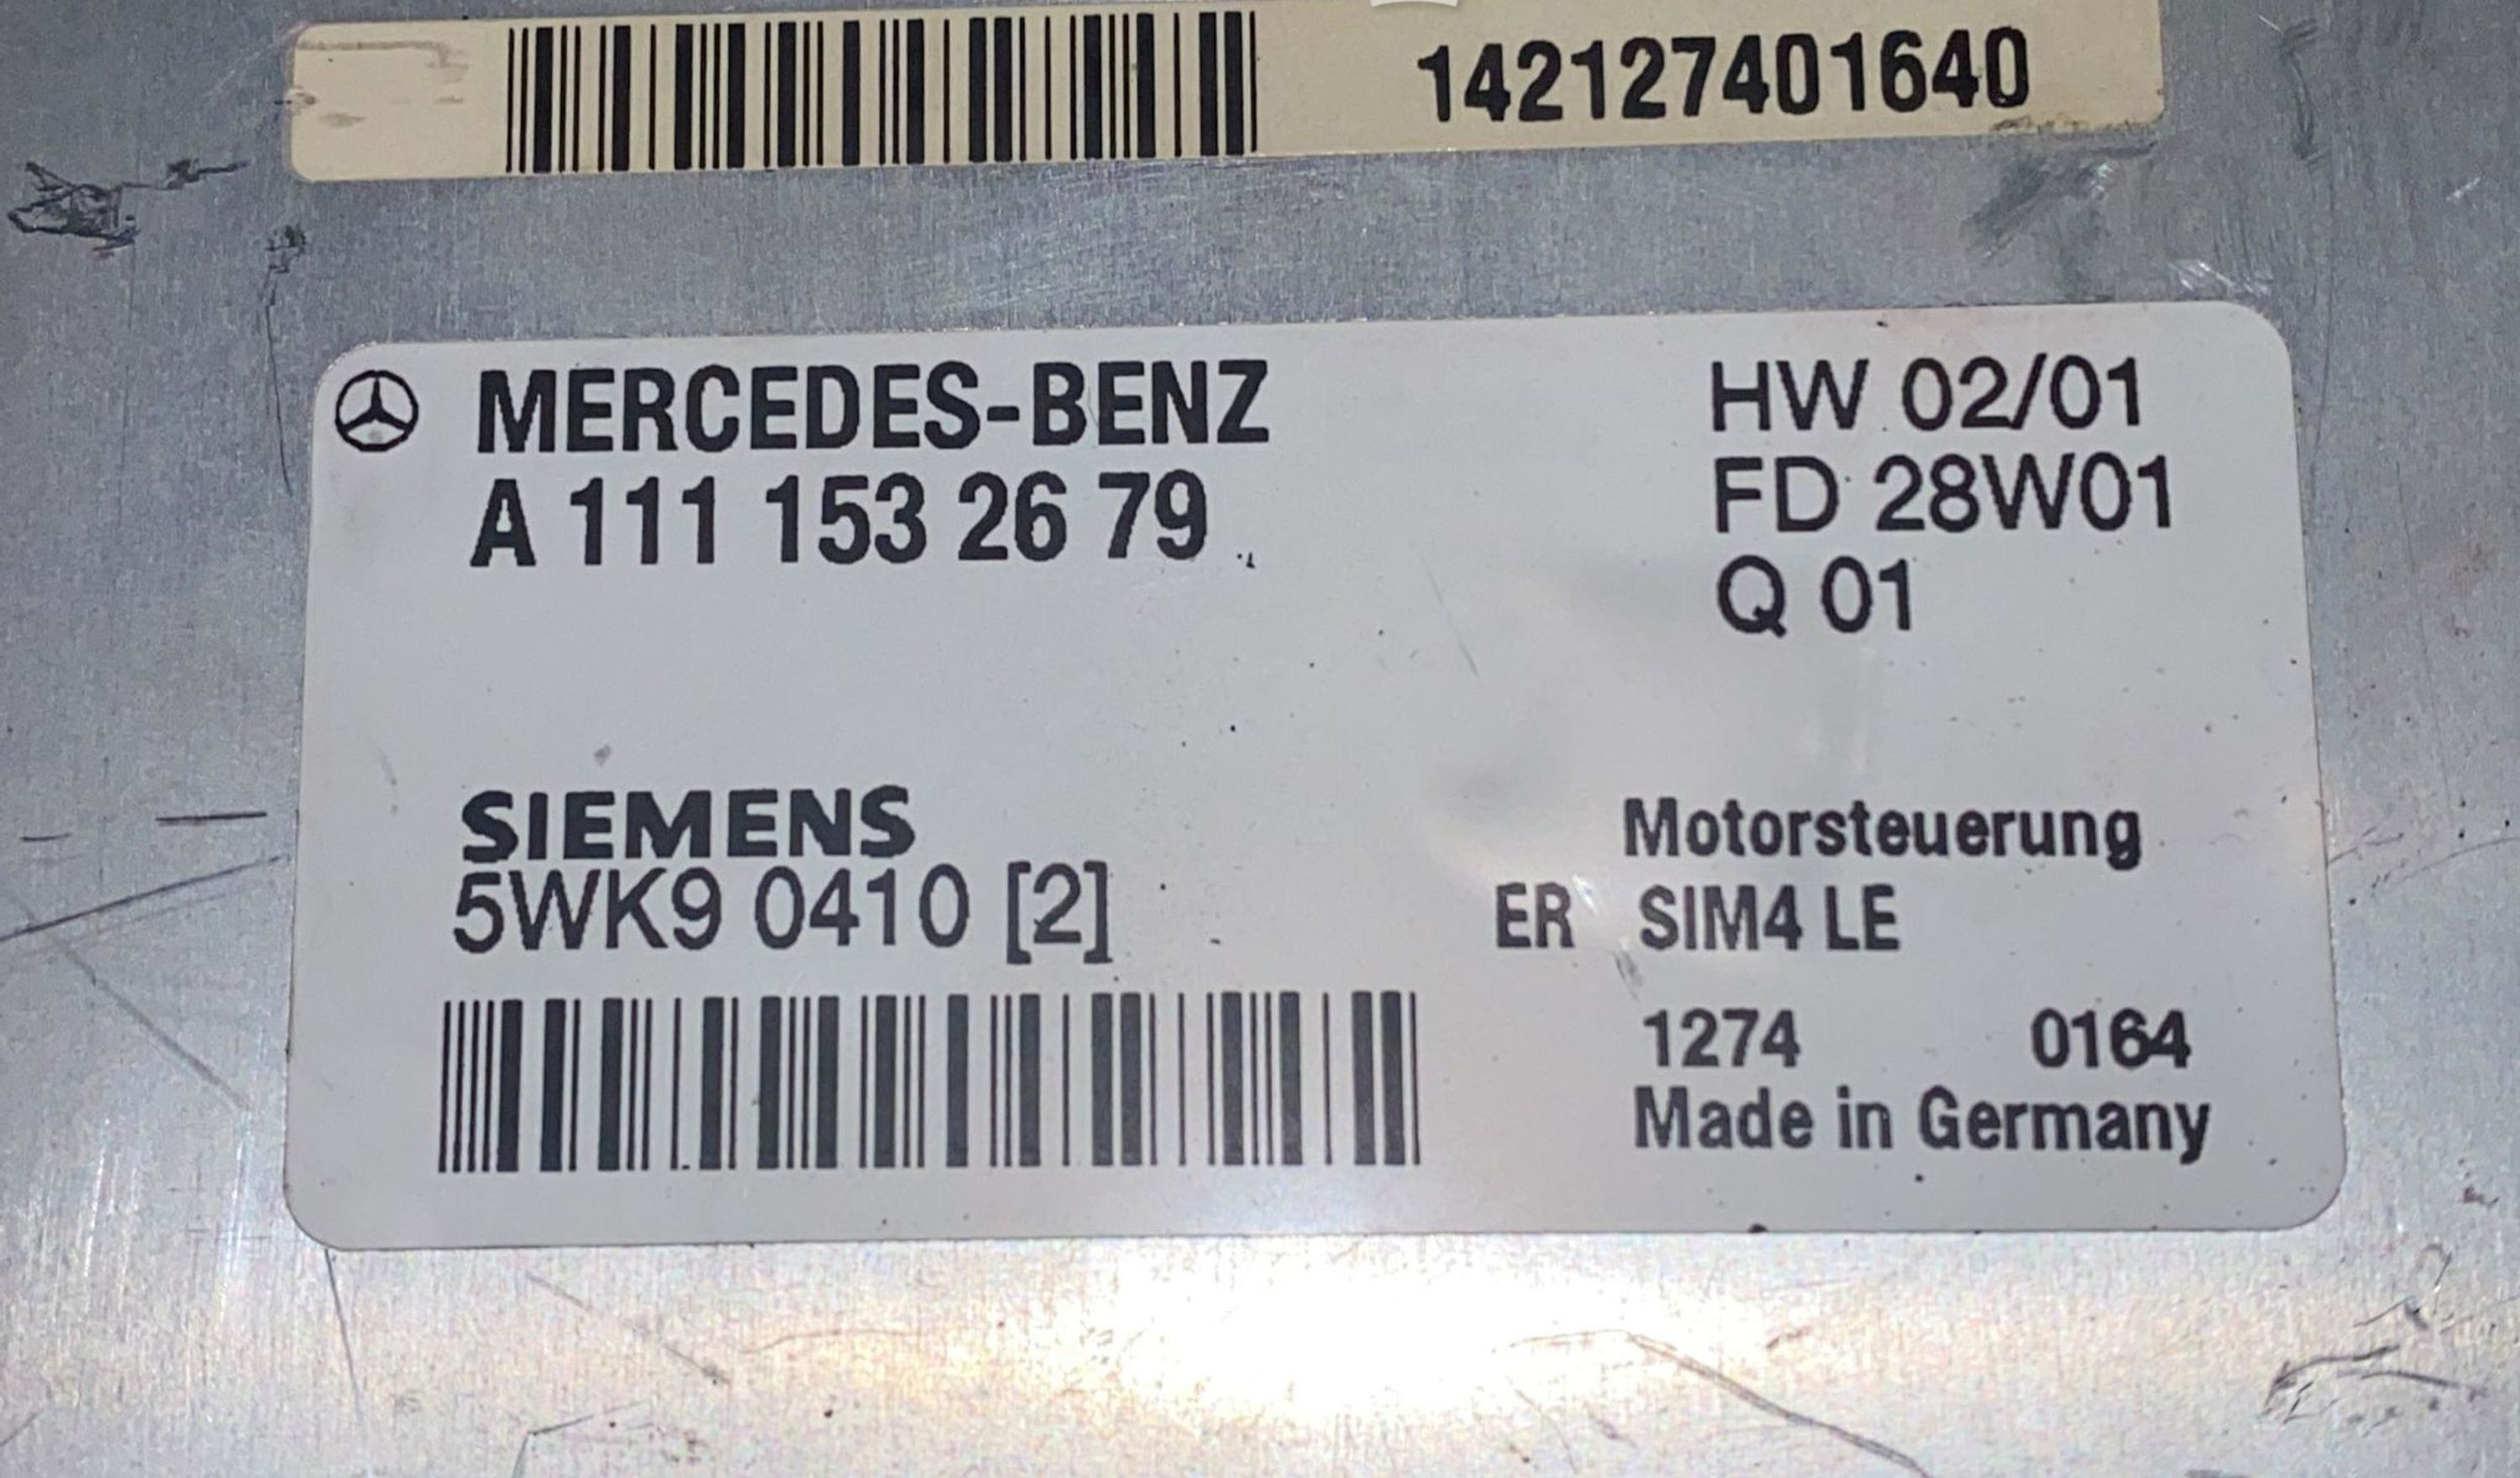 142127401640
MERCEDES-BENZ
A 111 153 26 79
HW 02/01
FD 28W01
Q 01
SIEMENS
5WK9 0410 [2]
Motorsteuerung
ER SIM4 LE
1274 0164
Made in Germany